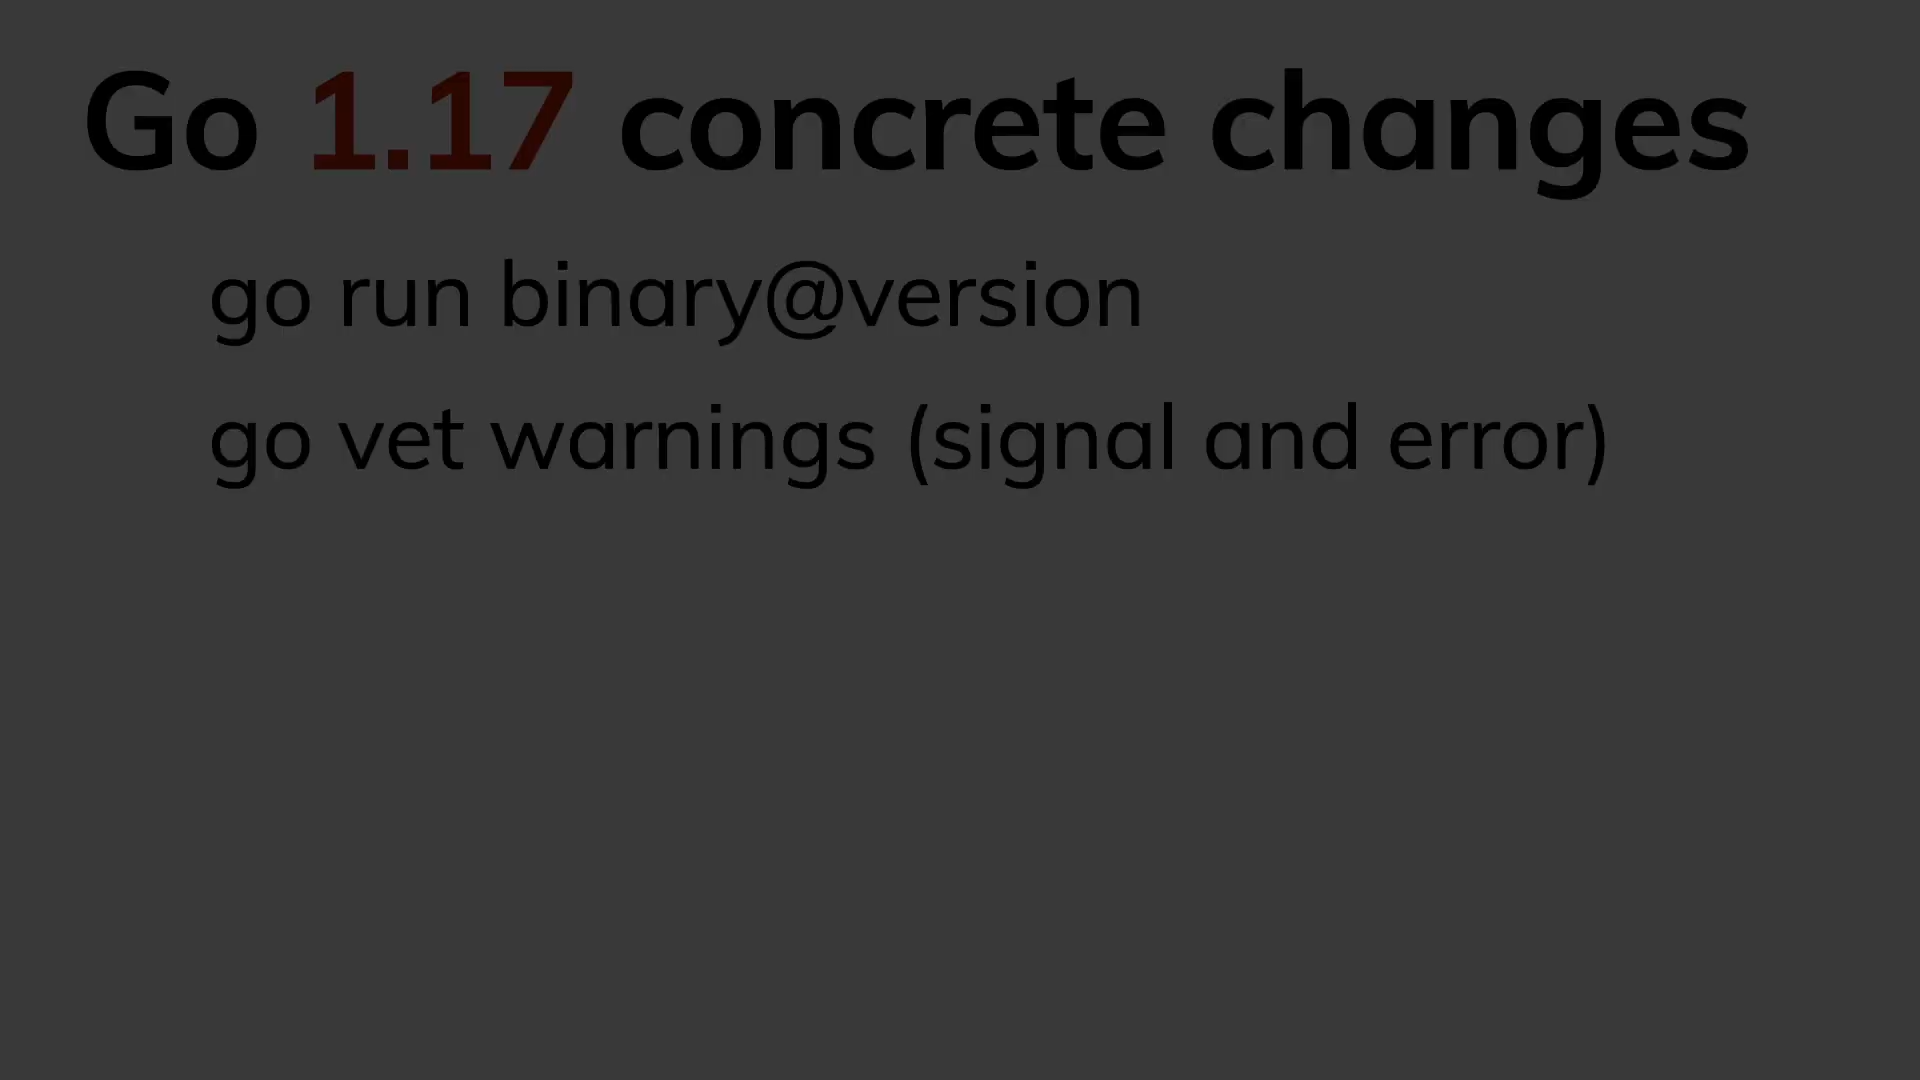 Go 1.17 concrete changes
go run binary@version
go vet warnings (signal and error)